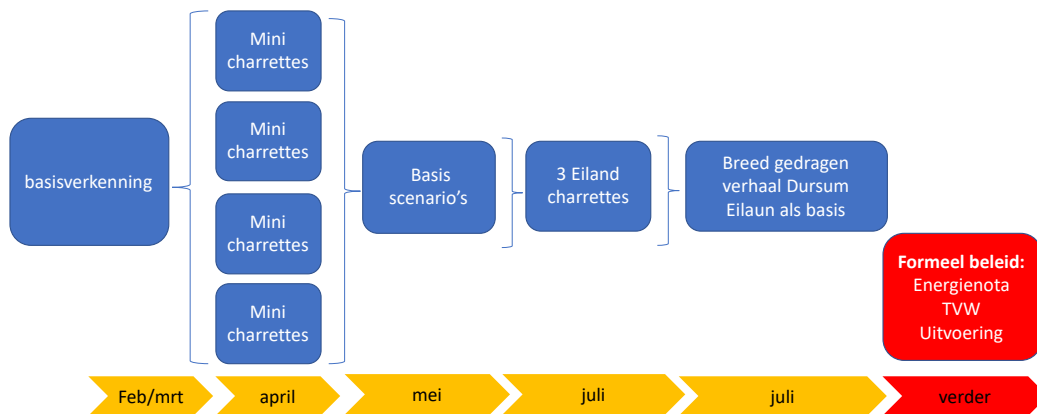 basisverkenning
Mini
charrettes
Mini
charrettes
Mini
charrettes
Mini
charrettes
Basis
scenario's
3 Eiland
charrettes
Breed gedragen
verhaal Dursum
Eilaun als basis
Formeel beleid:
Energienota
TVW
Uitvoering
Feb/mrt
april
mei
juli
juli
verder